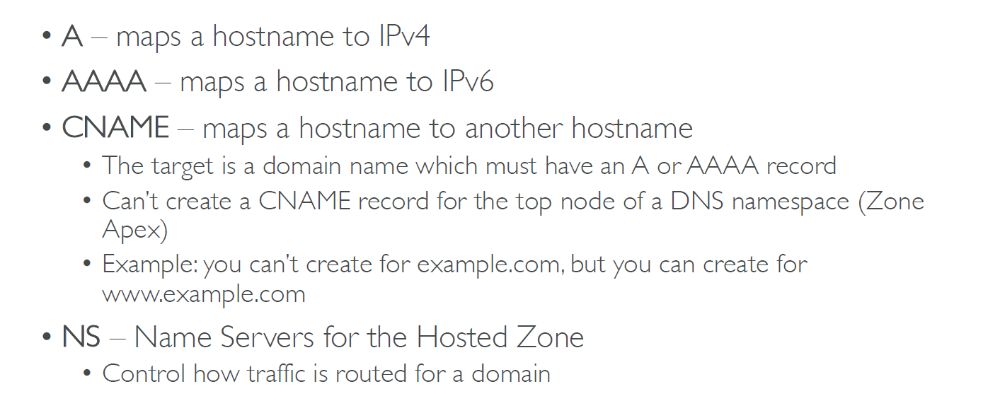 • A – maps a hostname to IPv4
• AAAA – maps a hostname to IPv6
• CNAME – maps a hostname to another hostname
• The target is a domain name which must have an A or AAAA record
• Can’t create a CNAME record for the top node of a DNS namespace (Zone
Apex)
• Example: you can’t create for example.com, but you can create for
www.example.com
• NS – Name Servers for the Hosted Zone
• Control how traffic is routed for a domain